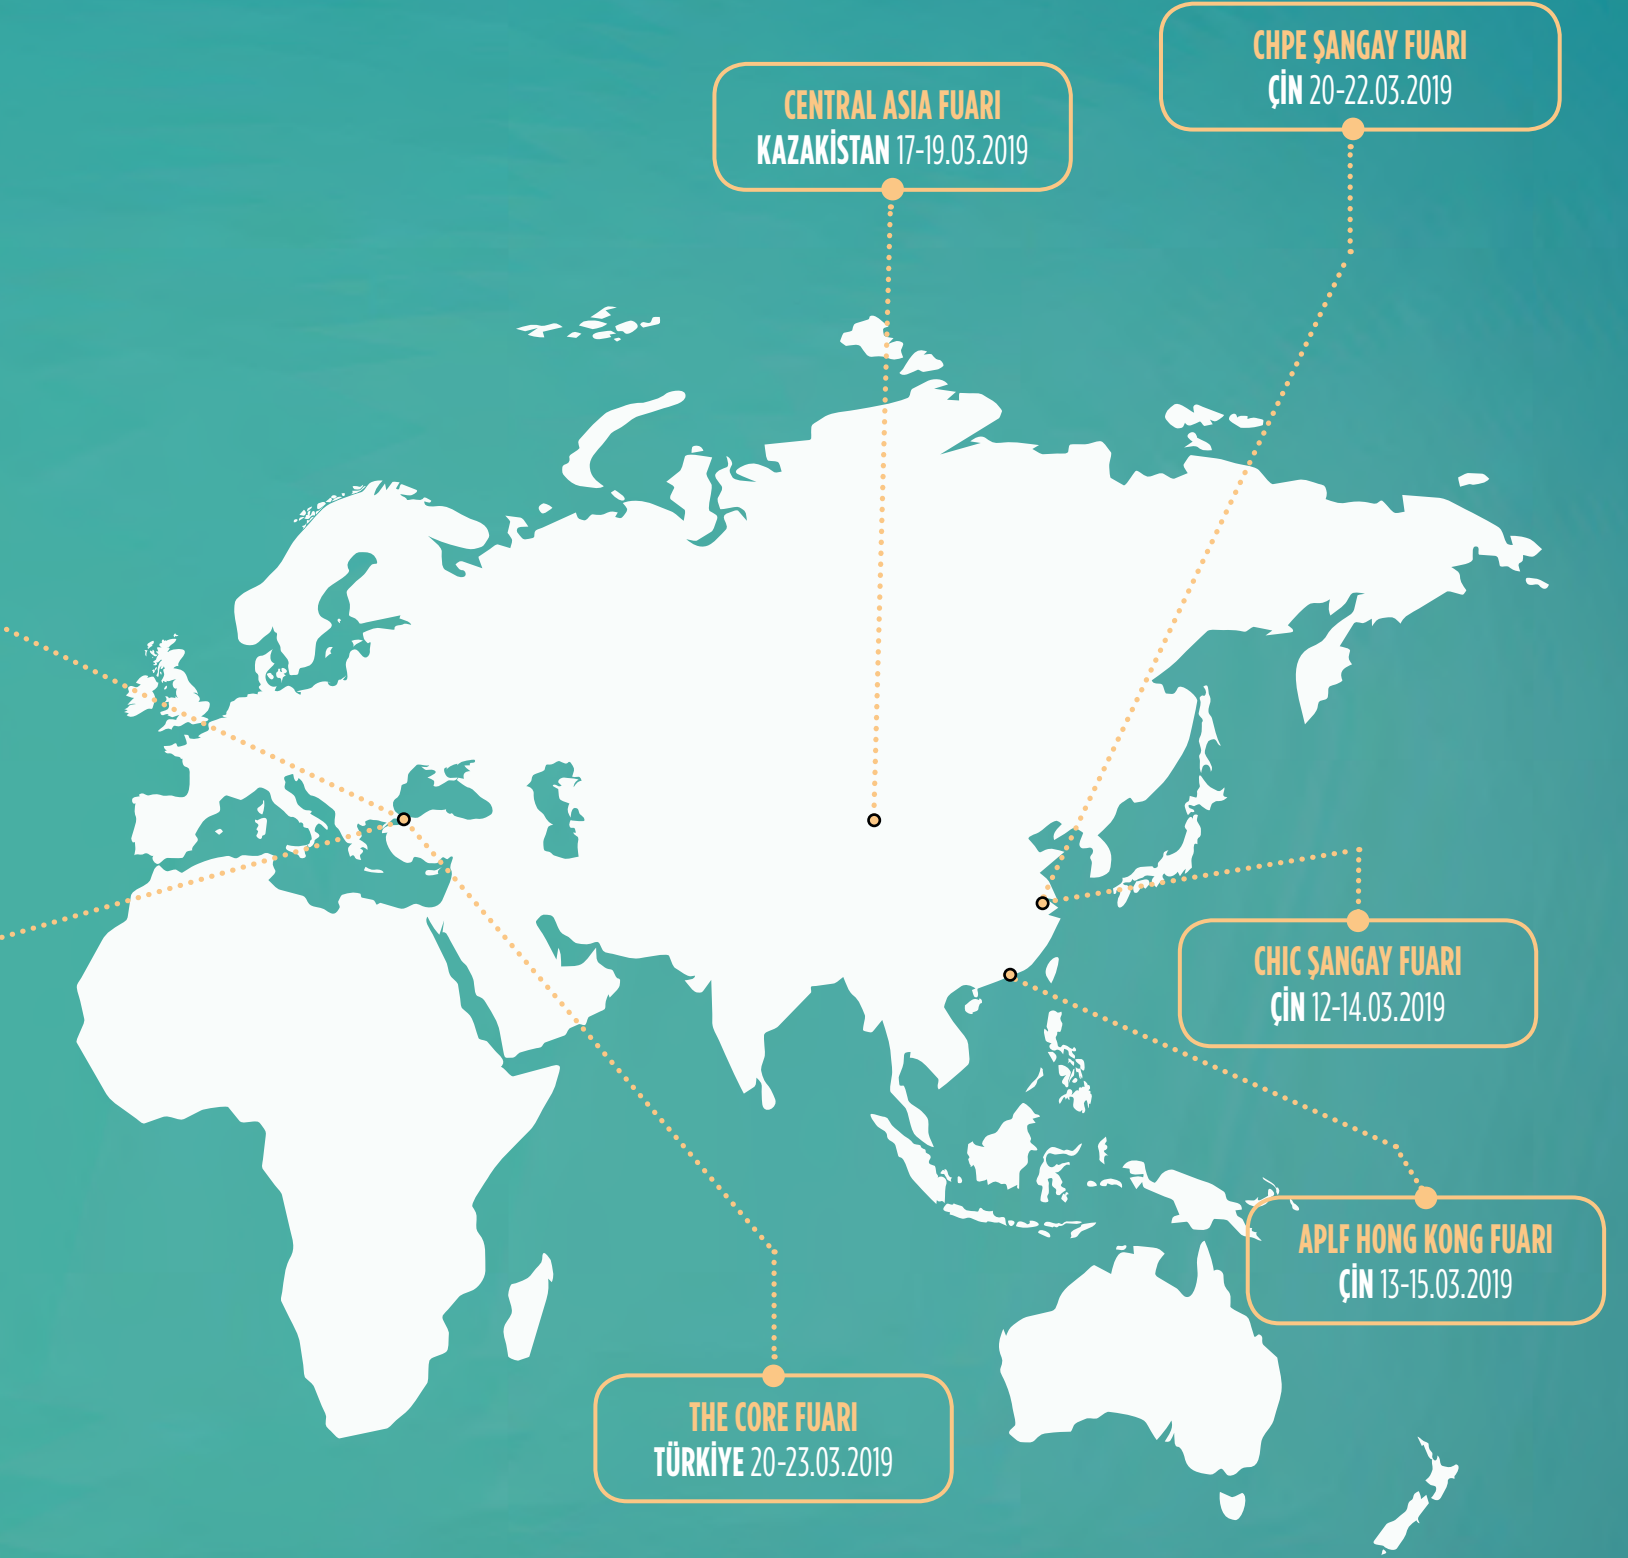 CHPE ŞANGAY FUARI
ÇİN 20-22.03.2019
CENTRAL ASIA FUARI
KAZAKİSTAN 17-19.03.2019
CHIC ŞANGAY FUARI
ÇİN 12-14.03.2019
APLF HONG KONG FUARI
ÇİN 13-15.03.2019
THE CORE FUARI
TÜRKİYE 20-23.03.2019